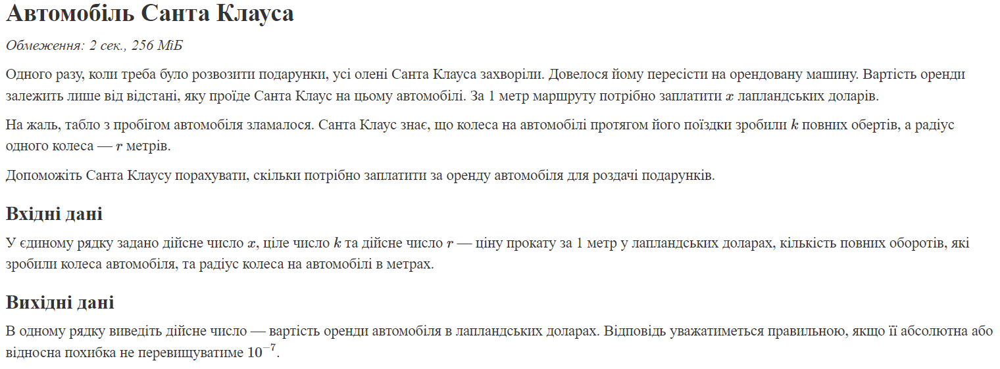 Автомобіль Санта Клауса
Обмеження: 2 сек., 256 МіБ
Одного разу, коли треба було розвозити подарунки, усі олені Санта Клауса захворіли. Довелося йому пересісти на орендовану машину. Вартість оренди
залежить лише від відстані, яку проїде Санта Клаус на цьому автомобілі. За 1 метр маршруту потрібно заплатити x лапландських доларів.
На жаль, табло з пробігом автомобіля зламалося. Санта Клаус знає, що колеса на автомобілі протягом його поїздки зробили k повних обертів, а радіус
одного колеса — r метрів.
Допоможіть Санта Клаусу порахувати, скільки потрібно заплатити за оренду автомобіля для роздачі подарунків.
Вхідні дані
У єдиному рядку задано дійсне число x, ціле число k та дійсне число r — ціну прокату за 1 метр у лапландських доларах, кількість повних оборотів, які
зробили колеса автомобіля, та радіус колеса на автомобілі в метрах.
Вихідні дані
В одному рядку виведіть дійсне число — вартість оренди автомобіля в лапландських доларах. Відповідь уважатиметься правильною, якщо її абсолютна або
відносна похибка не перевищуватиме 10⁻⁷.